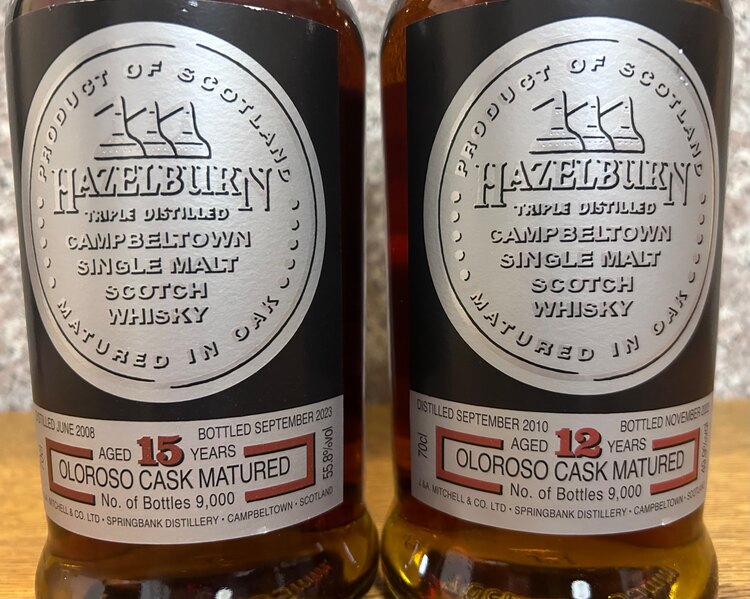 PRODUCT OF SCOTLAND
HAZELBURN
TRIPLE DISTILLED
CAMPBELTOWN
SINGLE MALT
SCOTCH
WHISKY
MATURED IN OAK
JUNE 2008
BOTTLED SEPTEMBER 2023
AGED 15 YEARS
OLOROSO CASK MATURED
No. of Bottles 9,000
55.8%vol
MITCHELL & CO. LTD · SPRINGBANK DISTILLERY · CAMPBELTOWN · SCOTLAND
PRODUCT OF SCOTLAND
HAZELBURN
TRIPLE DISTILLED
CAMPBELTOWN
SINGLE MALT
SCOTCH
WHISKY
MATURED IN OAK
DISTILLED SEPTEMBER 2010
BOTTLED NOVEMBER
70cl
AGED 12 YEARS
OLOROSO CASK MATURED
No. of Bottles 9,000
J.&A. MITCHELL & CO. LTD · SPRINGBANK DISTILLERY · CAMPBELTOWN ·